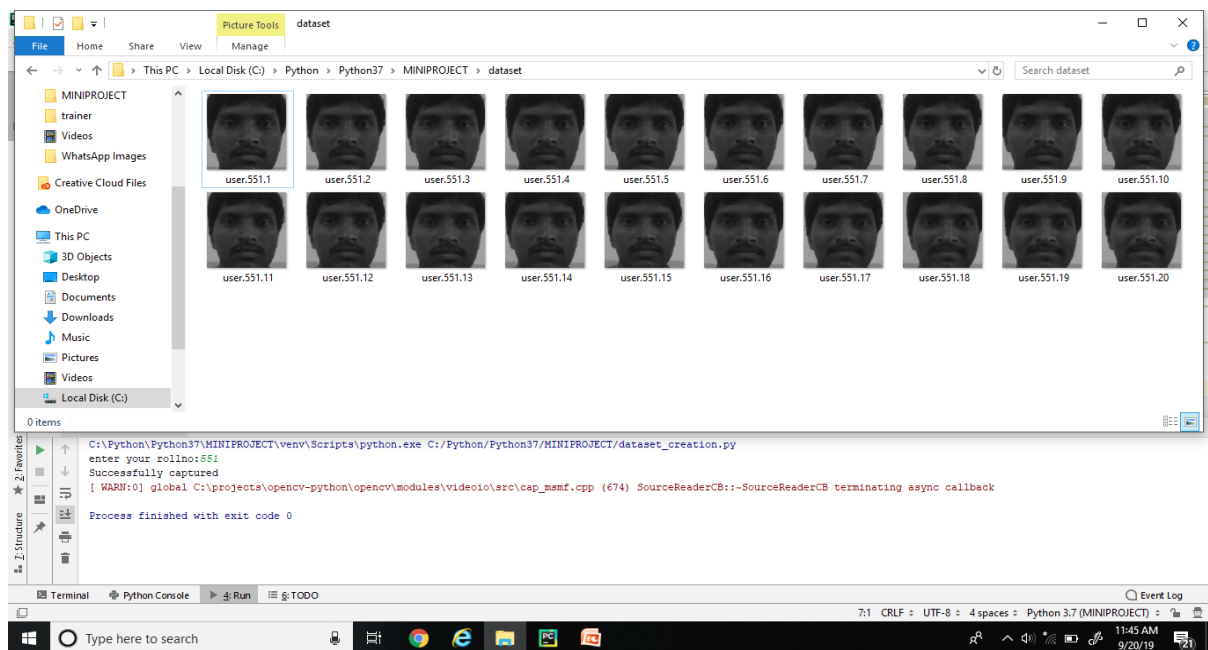 Picture Tools dataset
File Home Share View Manage
This PC > Local Disk (C:) > Python > Python37 > MINIPROJECT > dataset Search dataset
MINIPROJECT
trainer
Videos
WhatsApp Images
Creative Cloud Files
OneDrive
This PC
3D Objects
Desktop
Documents
Downloads
Music
Pictures
Videos
Local Disk (C:)
user.551.1 user.551.2 user.551.3 user.551.4 user.551.5 user.551.6 user.551.7 user.551.8 user.551.9 user.551.10
user.551.11 user.551.12 user.551.13 user.551.14 user.551.15 user.551.16 user.551.17 user.551.18 user.551.19 user.551.20
0 items
2: Favorites
Z: Structure
C:\Python\Python37\MINIPROJECT\venv\Scripts\python.exe C:/Python/Python37/MINIPROJECT/dataset_creation.py
enter your rollno:551
Successfully captured
[ WARN:0] global C:\projects\opencv-python\opencv\modules\videoio\src\cap_msmf.cpp (674) SourceReaderCB::~SourceReaderCB terminating async callback
Process finished with exit code 0
Terminal Python Console 4: Run 6: TODO Event Log
7:1 CRLF UTF-8 4 spaces Python 3.7 (MINIPROJECT)
Type here to search PC 11:45 AM
9/20/19 21